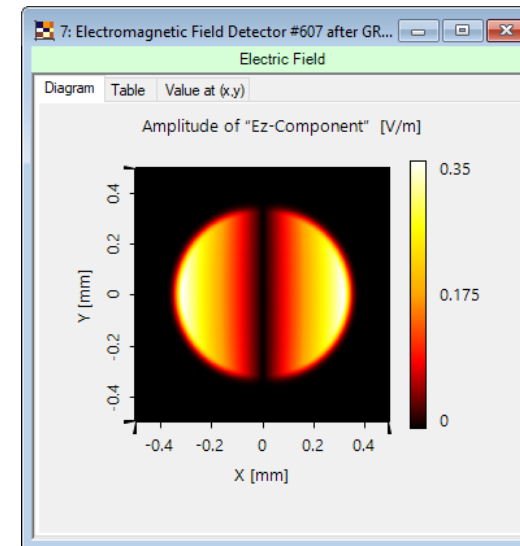 7: Electromagnetic Field Detector #607 after GR...
Electric Field
Diagram Table Value at (x,y)
Amplitude of "Ez-Component" [V/m]
0.35
0.175
0
Y [mm]
0.4
0.2
0
-0.2
-0.4
-0.4 -0.2 0 0.2 0.4
X [mm]